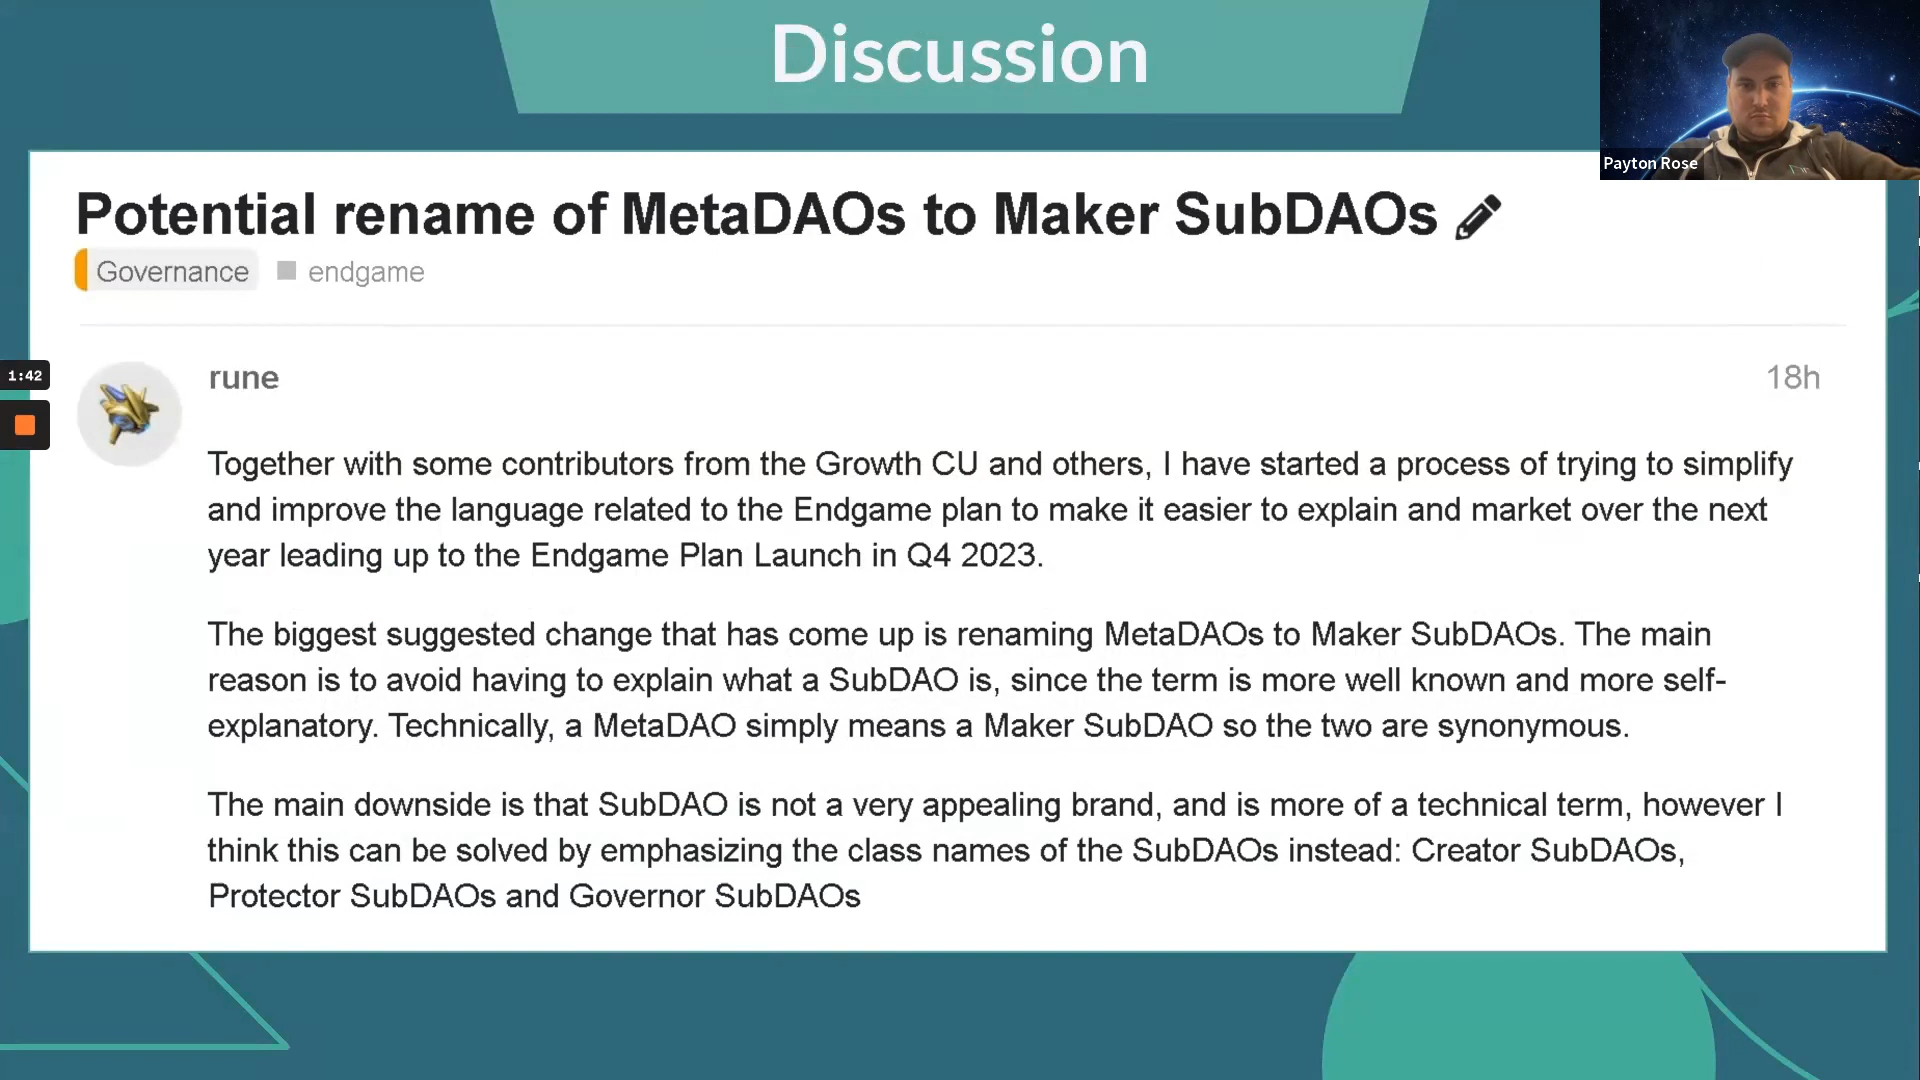 Discussion
Payton Rose
Potential rename of MetaDAOs to Maker SubDAOs
Governance endgame
1:42
rune 18h
Together with some contributors from the Growth CU and others, I have started a process of trying to simplify
and improve the language related to the Endgame plan to make it easier to explain and market over the next
year leading up to the Endgame Plan Launch in Q4 2023.
The biggest suggested change that has come up is renaming MetaDAOs to Maker SubDAOs. The main
reason is to avoid having to explain what a SubDAO is, since the term is more well known and more self-
explanatory. Technically, a MetaDAO simply means a Maker SubDAO so the two are synonymous.
The main downside is that SubDAO is not a very appealing brand, and is more of a technical term, however I
think this can be solved by emphasizing the class names of the SubDAOs instead: Creator SubDAOs,
Protector SubDAOs and Governor SubDAOs